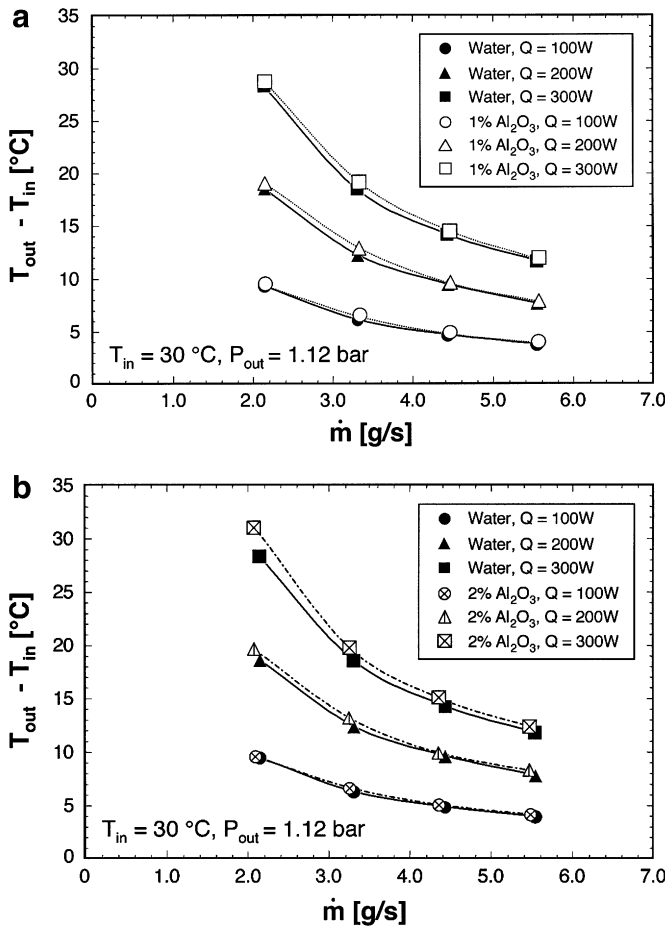 a
35
30
25
20
15
10
5
0
T_out - T_in [°C]
Water, Q = 100W
Water, Q = 200W
Water, Q = 300W
1% Al₂O₃, Q = 100W
1% Al₂O₃, Q = 200W
1% Al₂O₃, Q = 300W
T_in = 30 °C, P_out = 1.12 bar
0 1.0 2.0 3.0 4.0 5.0 6.0 7.0
ṁ [g/s]
b
35
30
25
20
15
10
5
0
T_out - T_in [°C]
Water, Q = 100W
Water, Q = 200W
Water, Q = 300W
2% Al₂O₃, Q = 100W
2% Al₂O₃, Q = 200W
2% Al₂O₃, Q = 300W
T_in = 30 °C, P_out = 1.12 bar
0 1.0 2.0 3.0 4.0 5.0 6.0 7.0
ṁ [g/s]